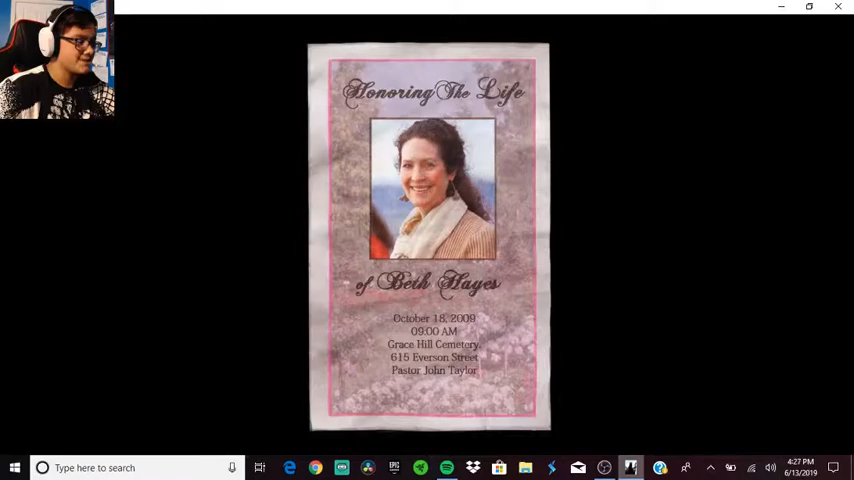 Honoring The Life
of Beth Hayes
October 18, 2009
09:00 AM
Grace Hill Cemetery
615 Everson Street
Pastor John Taylor
Type here to search
EPIC
4:27 PM
6/13/2019